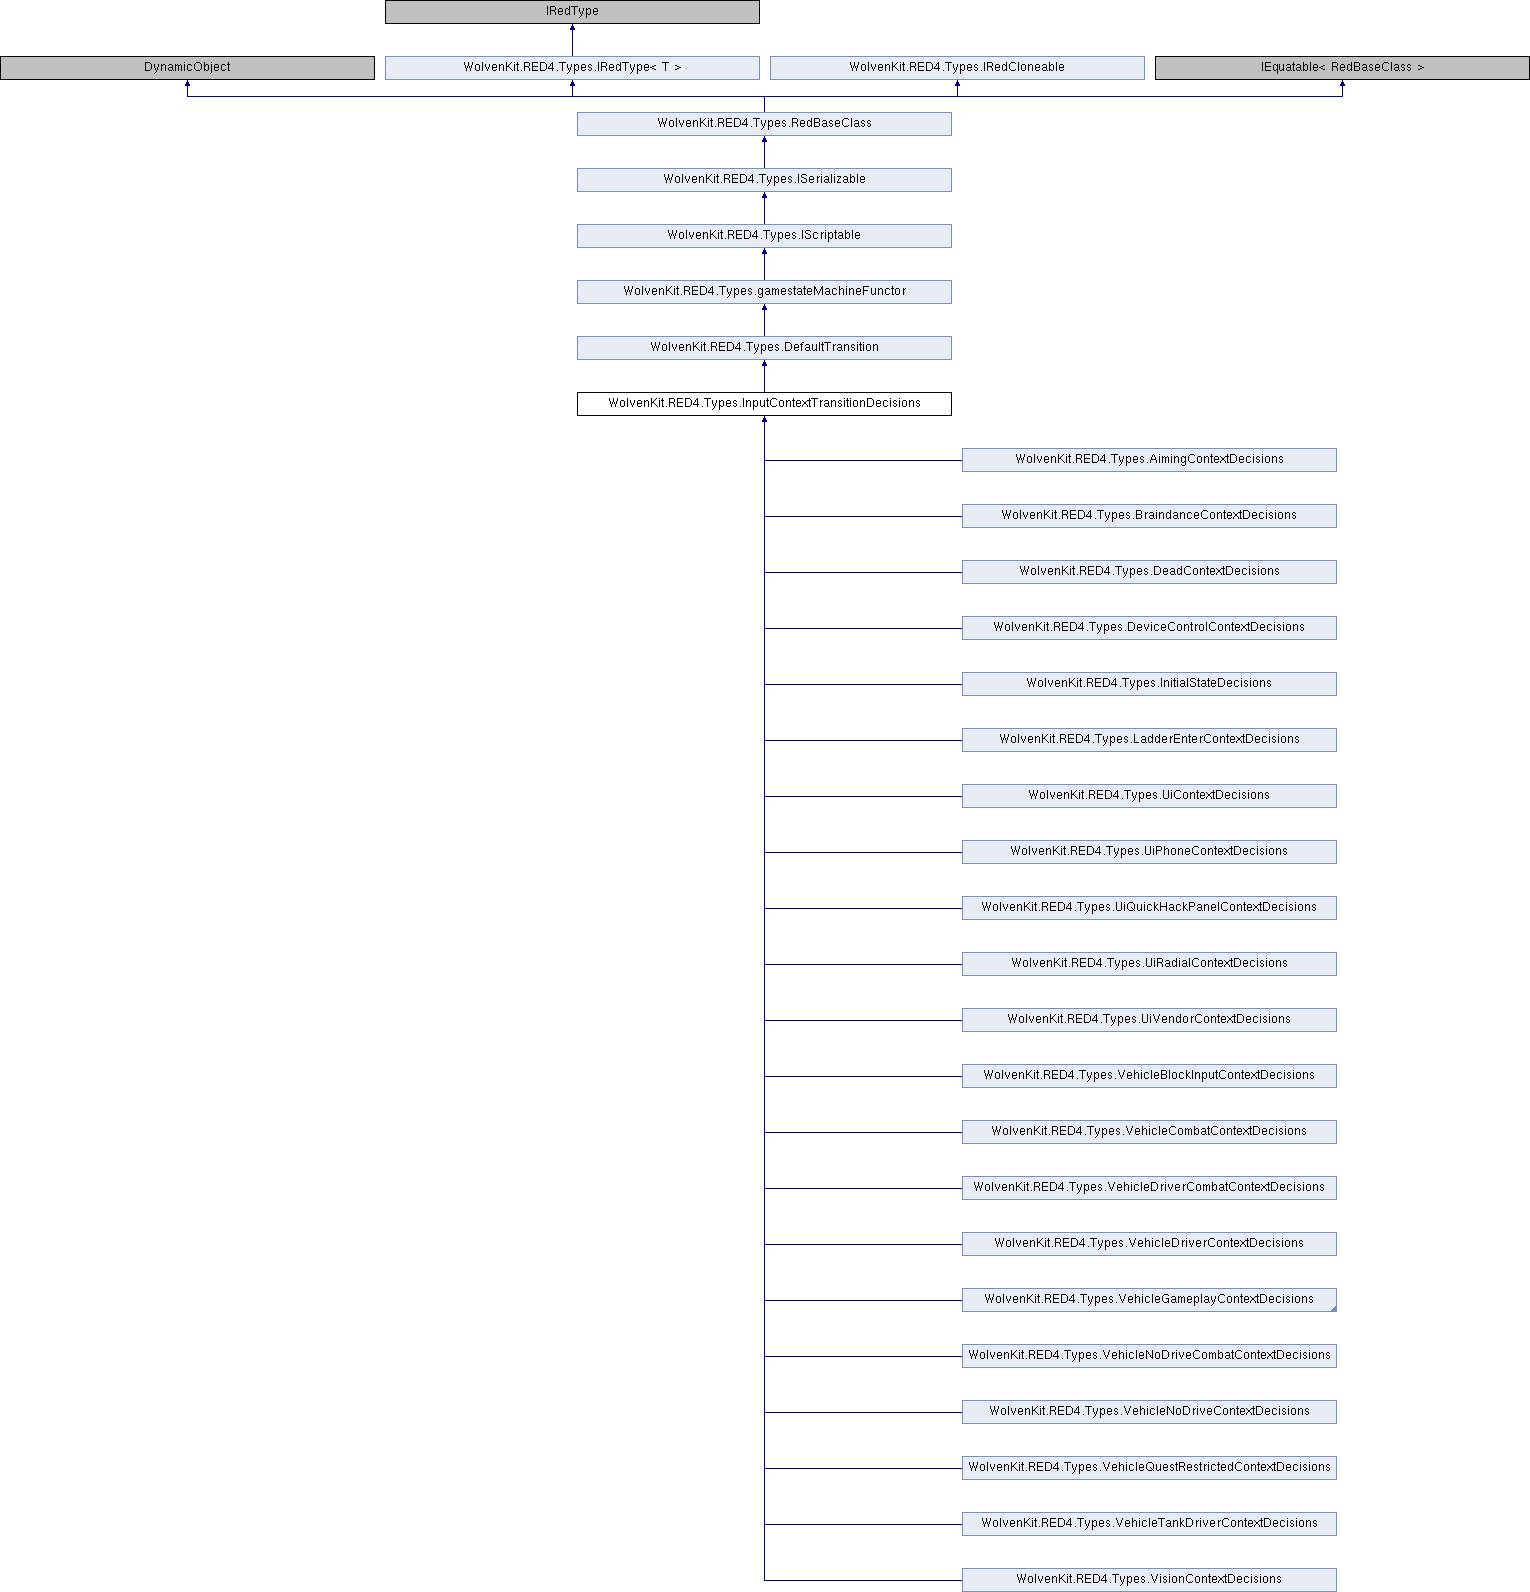 IRedType
DynamicObject
WolvenKit.RED4.Types.IRedType< T >
WolvenKit.RED4.Types.IRedCloneable
IEquatable< RedBaseClass >
WolvenKit.RED4.Types.RedBaseClass
WolvenKit.RED4.Types.ISerializable
WolvenKit.RED4.Types.IScriptable
WolvenKit.RED4.Types.gamestateMachineFunctor
WolvenKit.RED4.Types.DefaultTransition
WolvenKit.RED4.Types.InputContextTransitionDecisions
WolvenKit.RED4.Types.AimingContextDecisions
WolvenKit.RED4.Types.BraindanceContextDecisions
WolvenKit.RED4.Types.DeadContextDecisions
WolvenKit.RED4.Types.DeviceControlContextDecisions
WolvenKit.RED4.Types.InitialStateDecisions
WolvenKit.RED4.Types.LadderEnterContextDecisions
WolvenKit.RED4.Types.UiContextDecisions
WolvenKit.RED4.Types.UiPhoneContextDecisions
WolvenKit.RED4.Types.UiQuickHackPanelContextDecisions
WolvenKit.RED4.Types.UiRadialContextDecisions
WolvenKit.RED4.Types.UiVendorContextDecisions
WolvenKit.RED4.Types.VehicleBlockInputContextDecisions
WolvenKit.RED4.Types.VehicleCombatContextDecisions
WolvenKit.RED4.Types.VehicleDriverCombatContextDecisions
WolvenKit.RED4.Types.VehicleDriverContextDecisions
WolvenKit.RED4.Types.VehicleGameplayContextDecisions
WolvenKit.RED4.Types.VehicleNoDriveCombatContextDecisions
WolvenKit.RED4.Types.VehicleNoDriveContextDecisions
WolvenKit.RED4.Types.VehicleQuestRestrictedContextDecisions
WolvenKit.RED4.Types.VehicleTankDriverContextDecisions
WolvenKit.RED4.Types.VisionContextDecisions